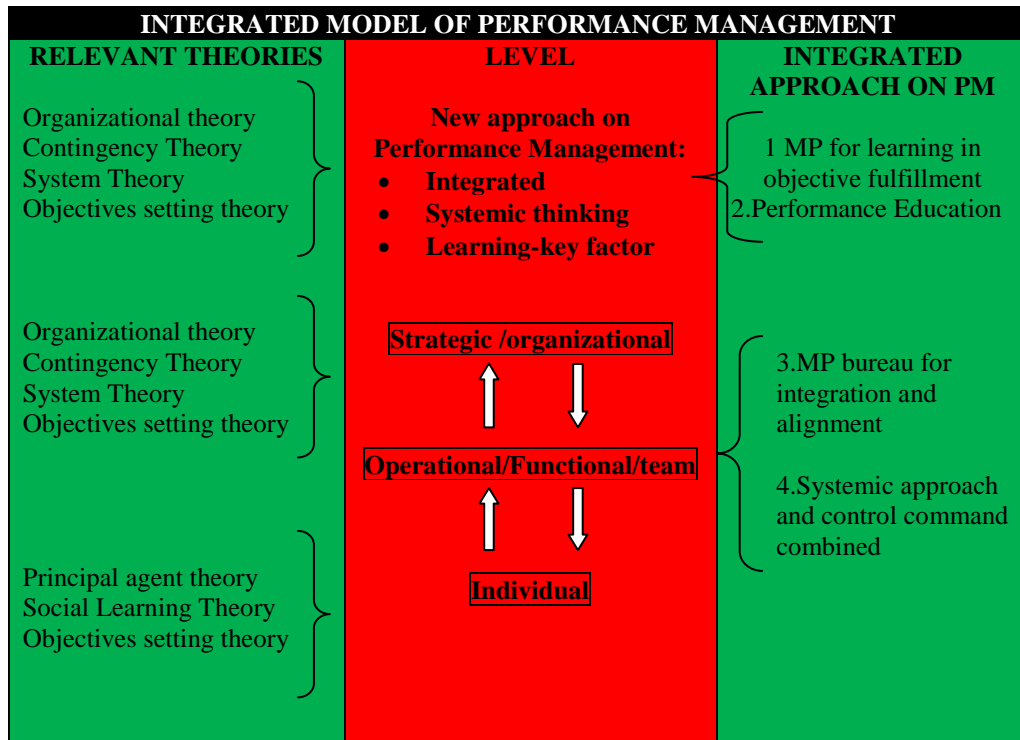 INTEGRATED MODEL OF PERFORMANCE MANAGEMENT
RELEVANT THEORIES
Organizational theory
Contingency Theory
System Theory
Objectives setting theory
Organizational theory
Contingency Theory
System Theory
Objectives setting theory
Principal agent theory
Social Learning Theory
Objectives setting theory
LEVEL
New approach on
Performance Management:
• Integrated
• Systemic thinking
• Learning-key factor
Strategic /organizational
Operational/Functional/team
Individual
INTEGRATED
APPROACH ON PM
1 MP for learning in
objective fulfillment
2.Performance Education
3.MP bureau for
integration and
alignment
4.Systemic approach
and control command
combined